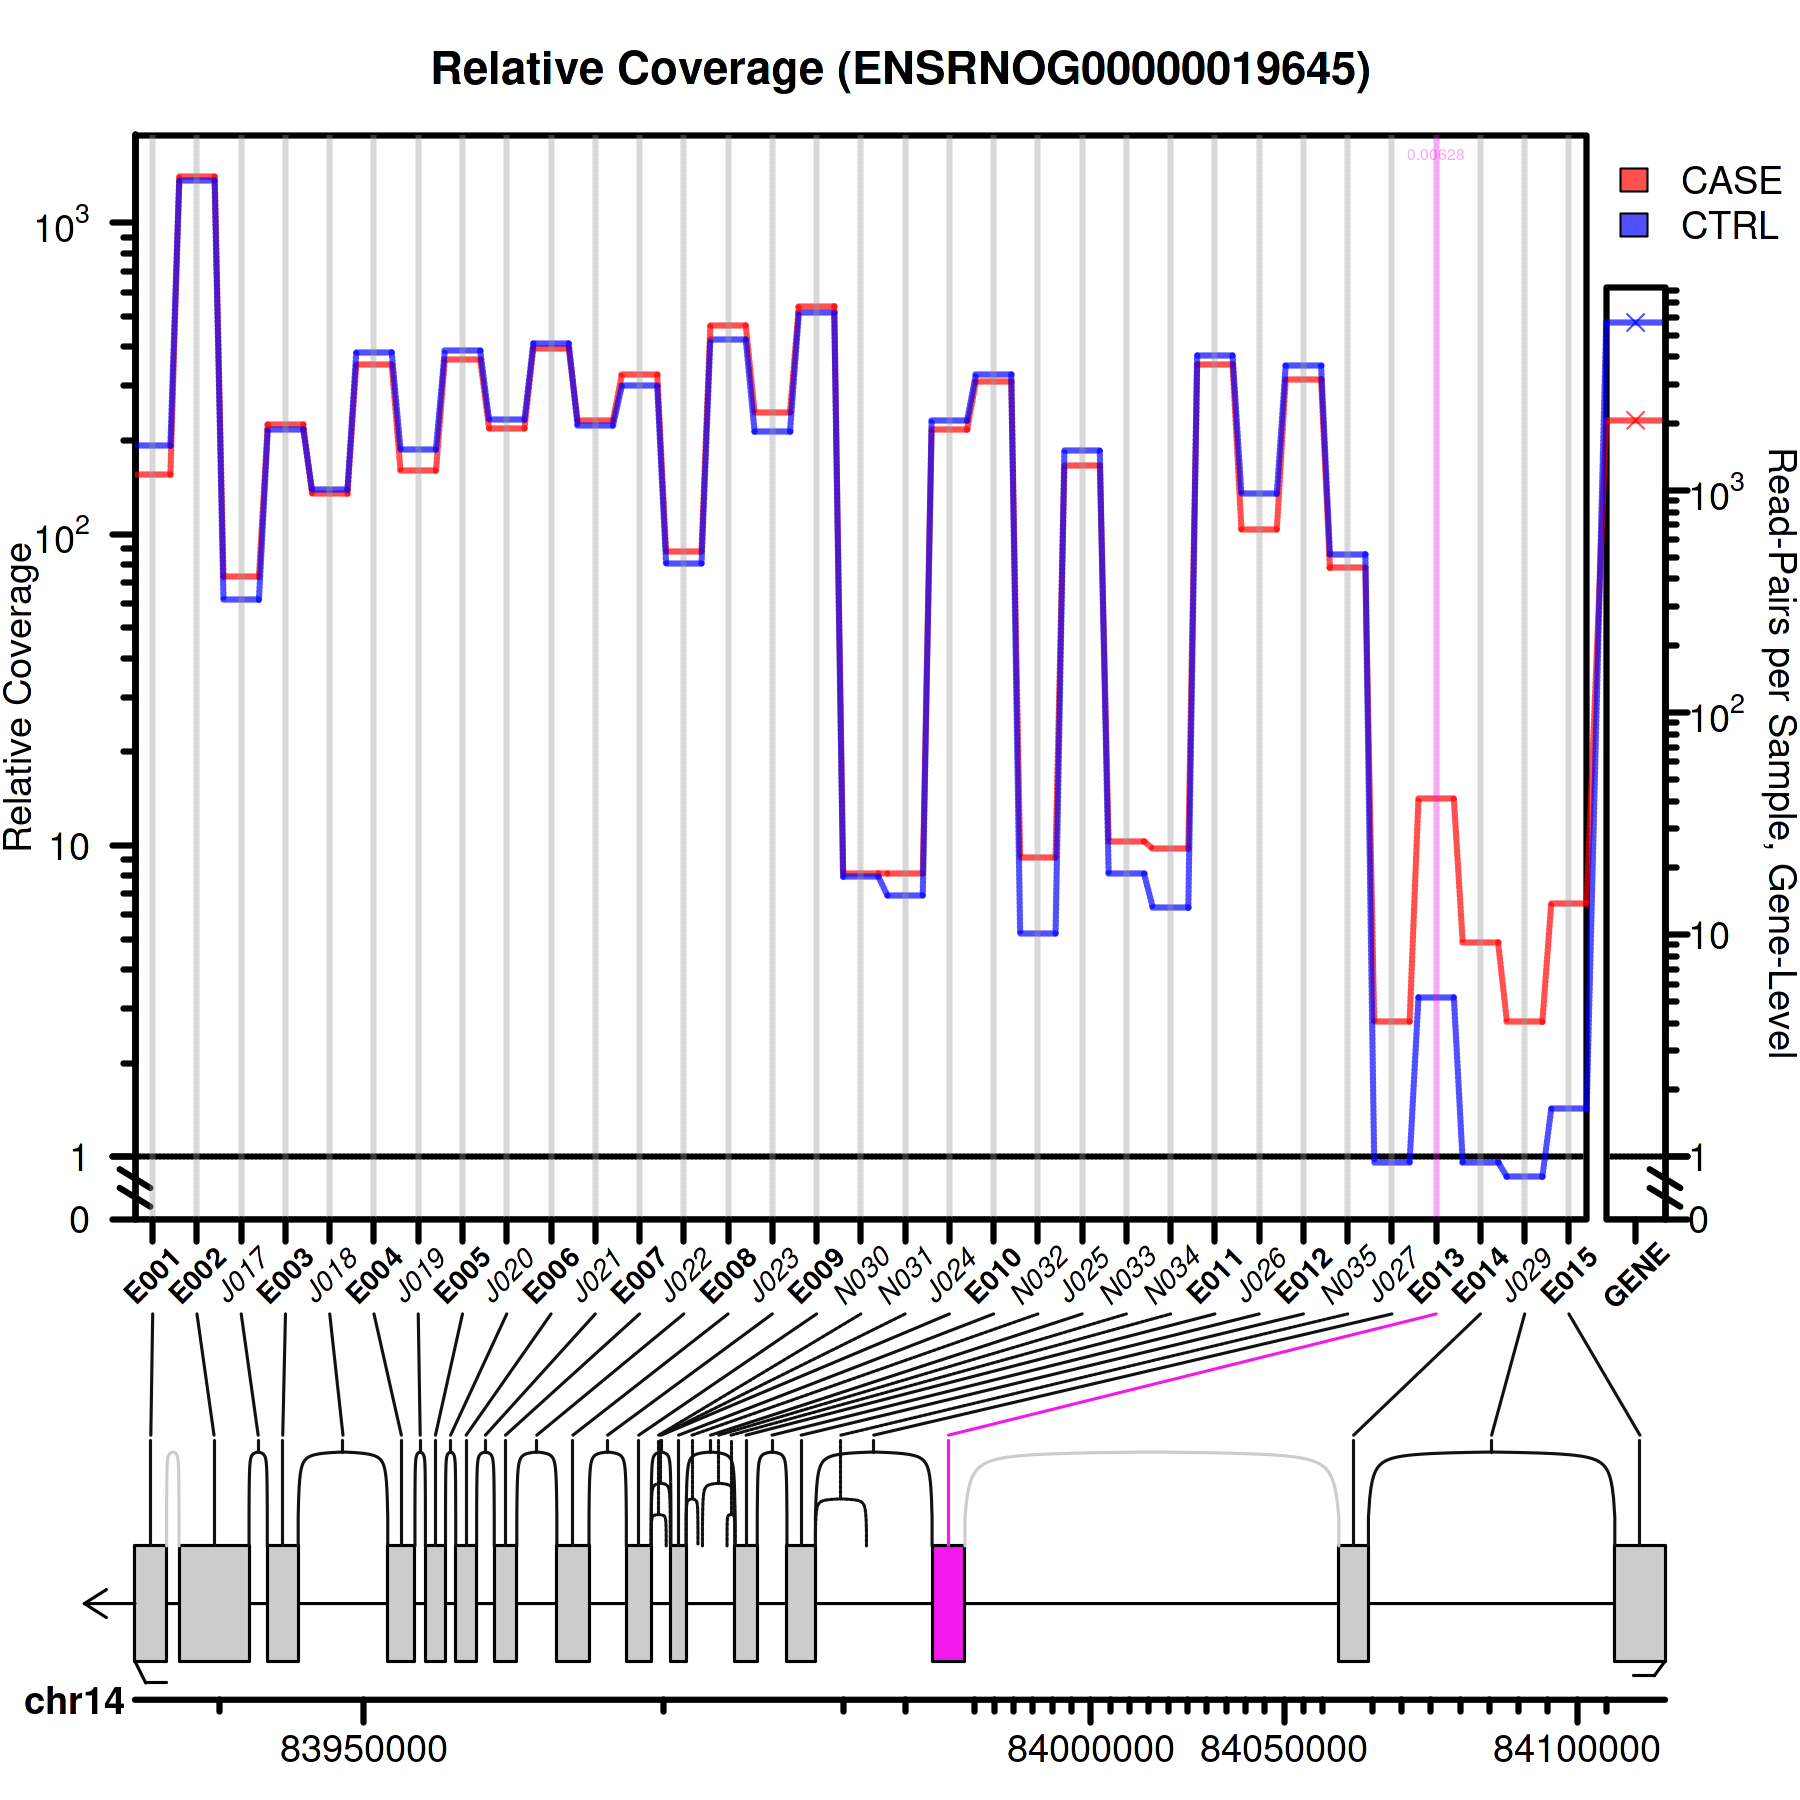 Relative Coverage (ENSRNOG00000019645)
0.00628
CASE
CTRL
10^3
10^2
10
1
0
Relative Coverage
10^3
10^2
10
1
0
Read-Pairs per Sample, Gene-Level
E001 E002 J017 E003 J018 E004 J019 E005 J020 E006 J021 E007 J022 E008 J023 E009 N030 N031 J024 E010 N032 J025 N033 N034 E011 J026 E012 N035 J027 E013 E014 J029 E015 GENE
chr14
83950000 84000000 84050000 84100000